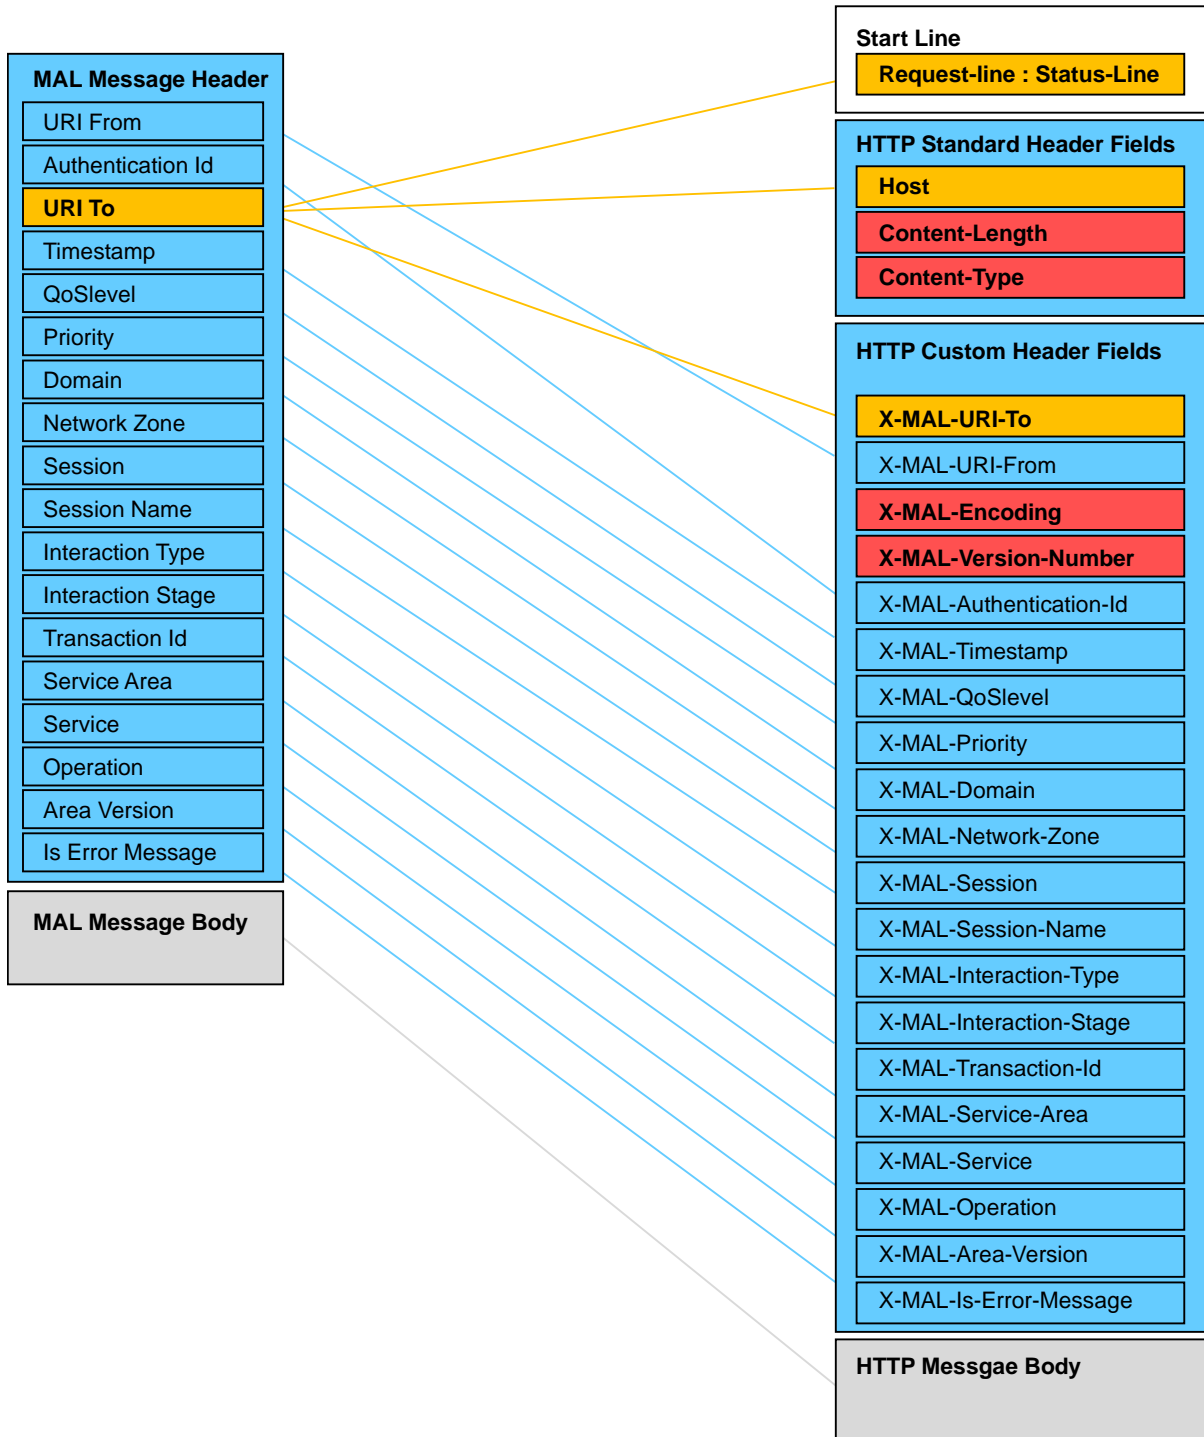 MAL Message Header
URI From
Authentication Id
URI To
Timestamp
QoSlevel
Priority
Domain
Network Zone
Session
Session Name
Interaction Type
Interaction Stage
Transaction Id
Service Area
Service
Operation
Area Version
Is Error Message
MAL Message Body
Start Line
Request-line : Status-Line
HTTP Standard Header Fields
Host
Content-Length
Content-Type
HTTP Custom Header Fields
X-MAL-URI-To
X-MAL-URI-From
X-MAL-Encoding
X-MAL-Version-Number
X-MAL-Authentication-Id
X-MAL-Timestamp
X-MAL-QoSlevel
X-MAL-Priority
X-MAL-Domain
X-MAL-Network-Zone
X-MAL-Session
X-MAL-Session-Name
X-MAL-Interaction-Type
X-MAL-Interaction-Stage
X-MAL-Transaction-Id
X-MAL-Service-Area
X-MAL-Service
X-MAL-Operation
X-MAL-Area-Version
X-MAL-Is-Error-Message
HTTP Messgae Body